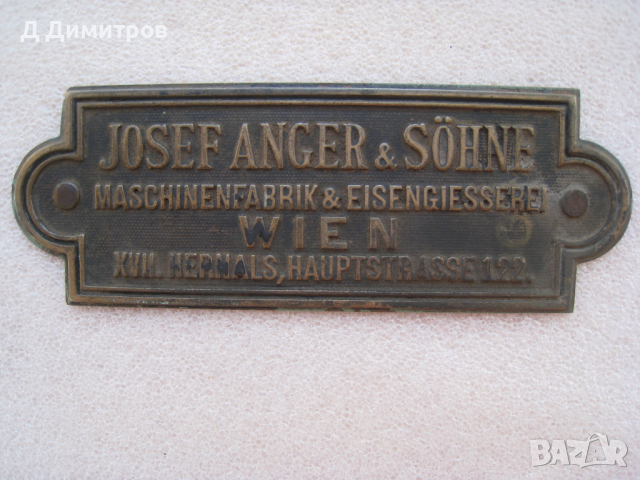 Д Димитров
JOSEF ANGER & SÖHNE
MASCHINENFABRIK & EISENGIESSEREI
WIEN
XVII. HERNALS, HAUPTSTRASSE 122.
BAZAR